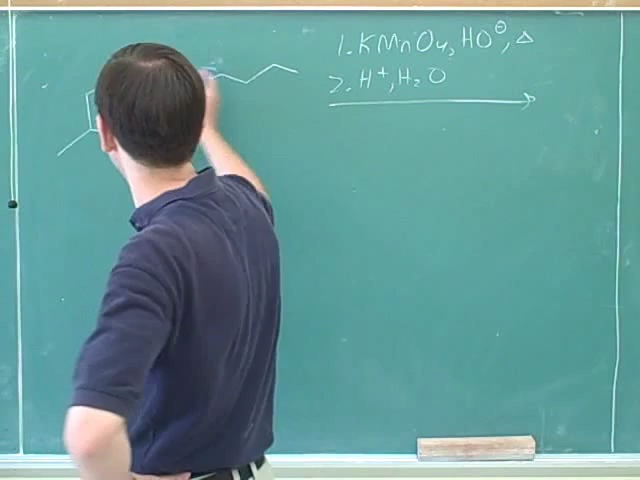 1. KMnO₄, HO⊖, Δ
2. H⁺, H₂O